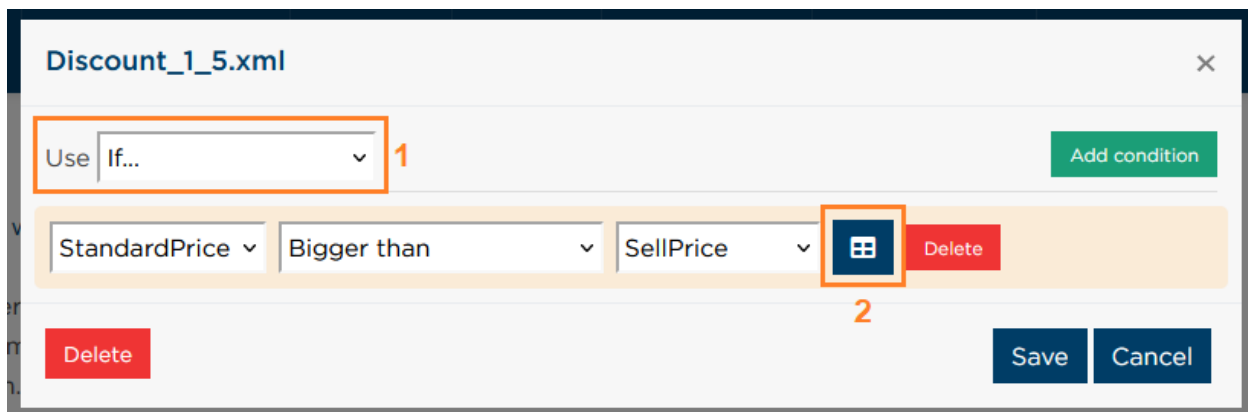 Discount_1_5.xml ×
Use If... 1 Add condition
StandardPrice Bigger than SellPrice Delete
2
Delete Save Cancel